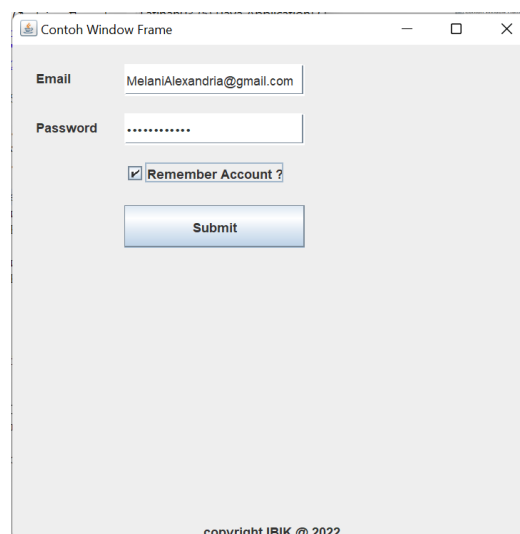 Contoh Window Frame
Email
MelaniAlexandria@gmail.com
Password
Remember Account ?
Submit
copyright IBIK @ 2022